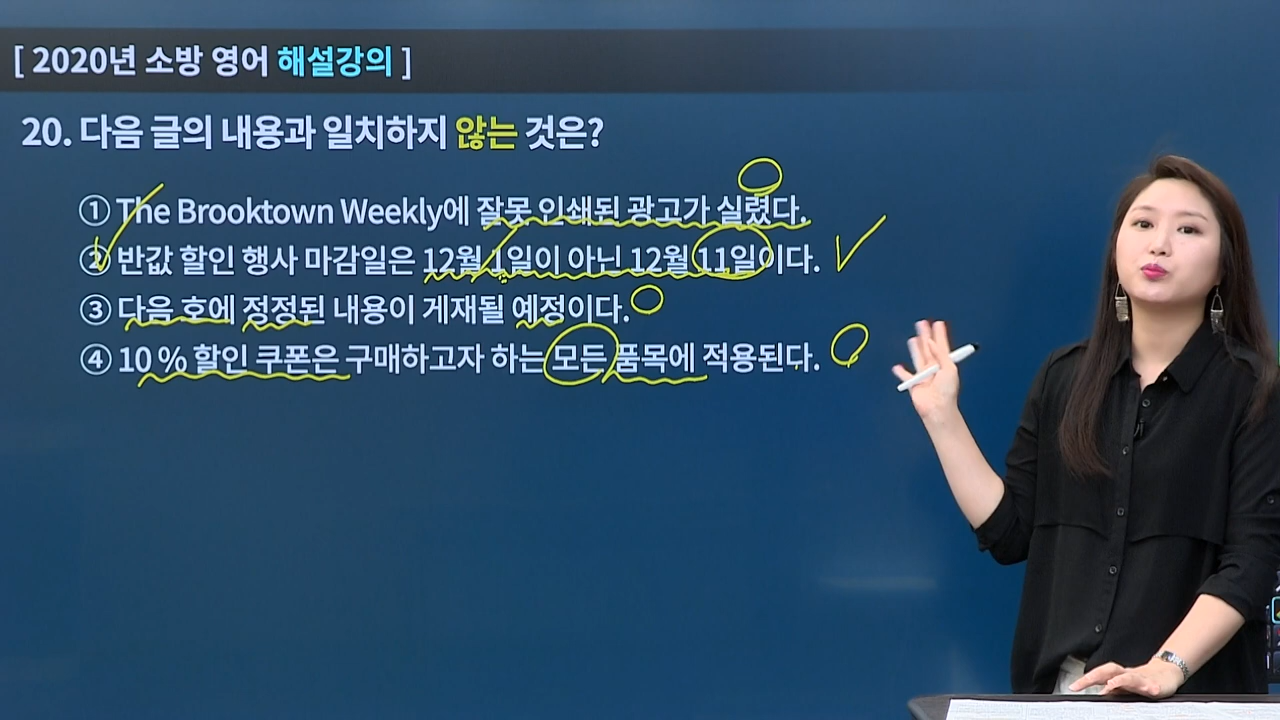 [ 2020년 소방 영어 해설강의 ]
20. 다음 글의 내용과 일치하지 않는 것은?
① The Brooktown Weekly에 잘못 인쇄된 광고가 실렸다.
② 반값 할인 행사 마감일은 12월 1일이 아닌 12월 11일이다.
③ 다음 호에 정정된 내용이 게재될 예정이다.
④ 10 % 할인 쿠폰은 구매하고자 하는 모든 품목에 적용된다.